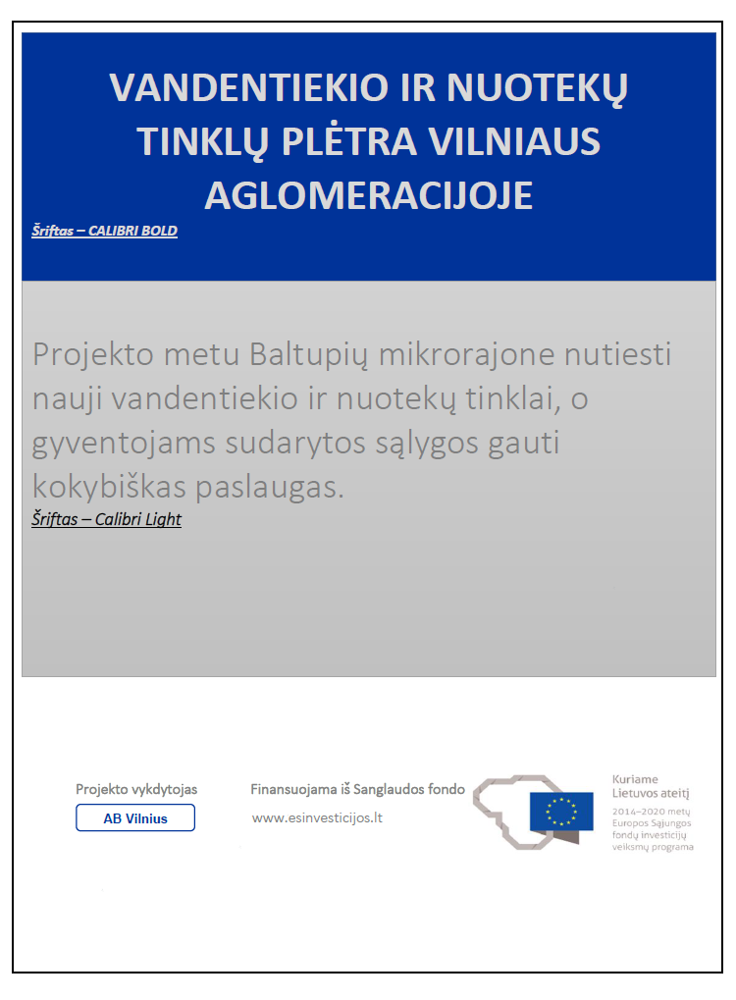 VANDENTIEKIO IR NUOTEKŲ
TINKLŲ PLĖTRA VILNIAUS
AGLOMERACIJOJE
Šriftas – CALIBRI BOLD
Projekto metu Baltupių mikrorajone nutiesti
nauji vandentiekio ir nuotekų tinklai, o
gyventojams sudarytos sąlygos gauti
kokybiškas paslaugas.
Šriftas – Calibri Light
Projekto vykdytojas
AB Vilnius
Finansuojama iš Sanglaudos fondo
www.esinvesticijos.lt
Kuriame
Lietuvos ateitį
2014–2020 metų
Europos Sąjungos
fondų investicijų
veiksmų programa